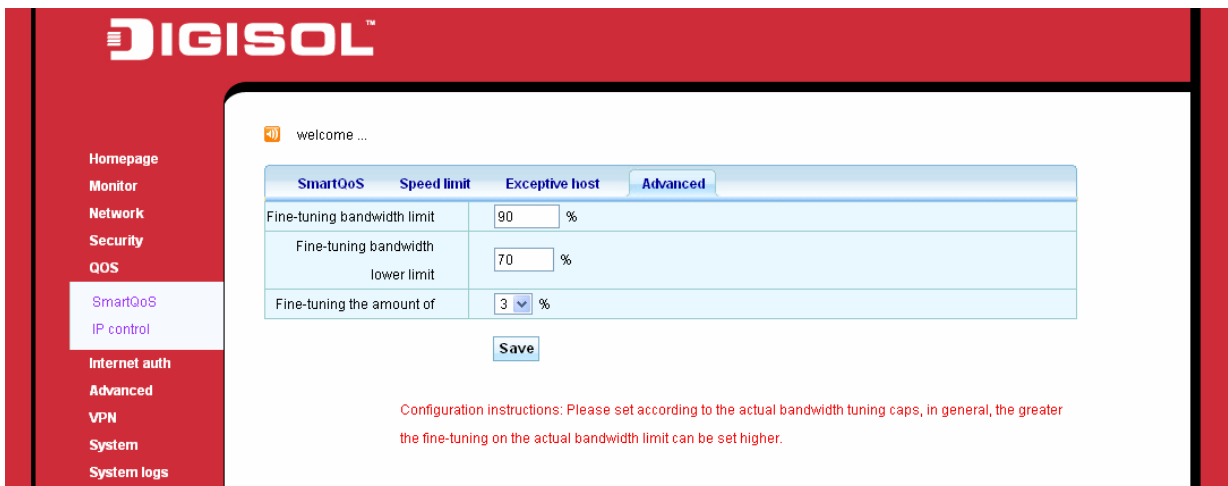 DIGISOL™
welcome ...
Homepage
Monitor
Network
Security
QOS
SmartQoS
IP control
Internet auth
Advanced
VPN
System
System logs
SmartQoS Speed limit Exceptive host Advanced
Fine-tuning bandwidth limit 90 %
Fine-tuning bandwidth
lower limit 70 %
Fine-tuning the amount of 3 %
Save
Configuration instructions: Please set according to the actual bandwidth tuning caps, in general, the greater
the fine-tuning on the actual bandwidth limit can be set higher.